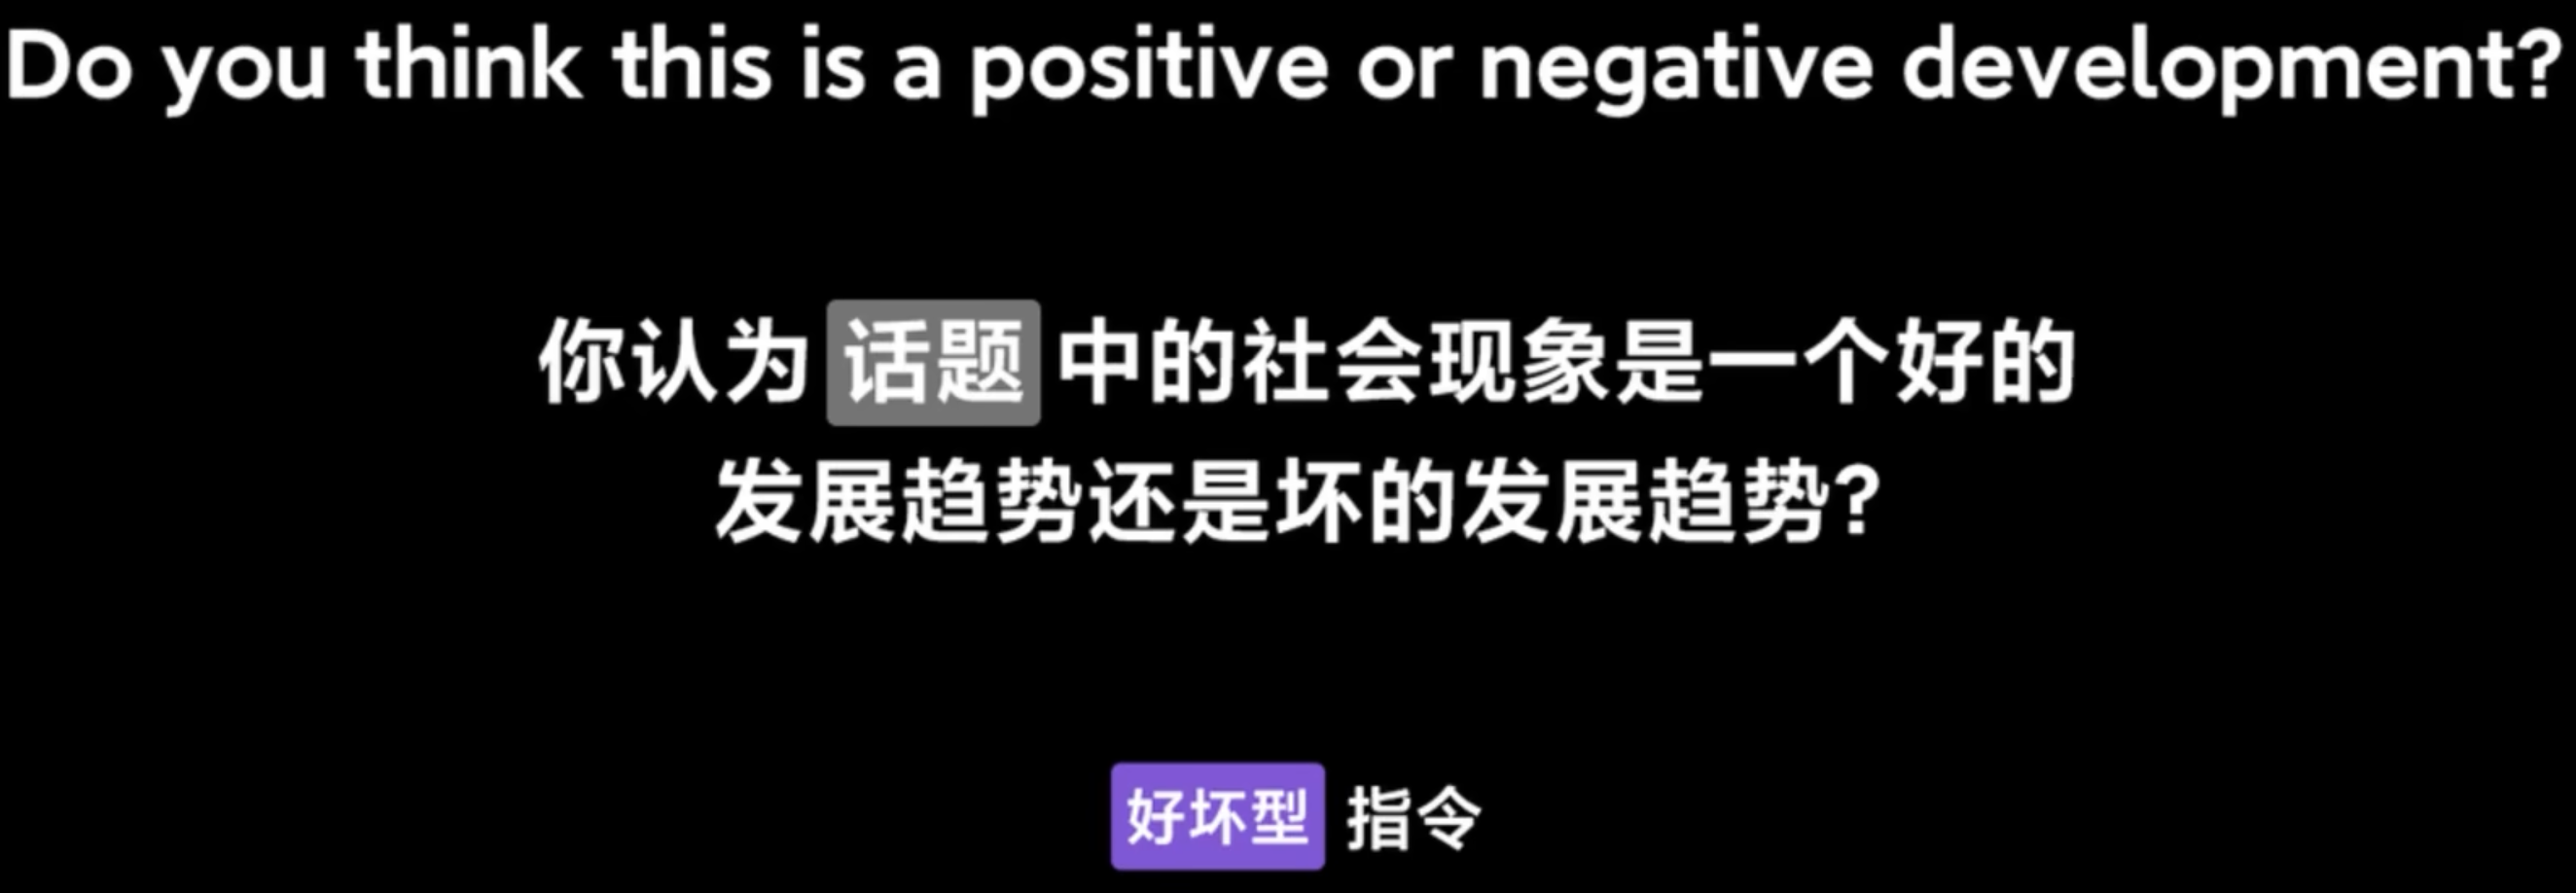 Do you think this is a positive or negative development?
你认为 话题 中的社会现象是一个好的
发展趋势还是坏的发展趋势?
好坏型 指令